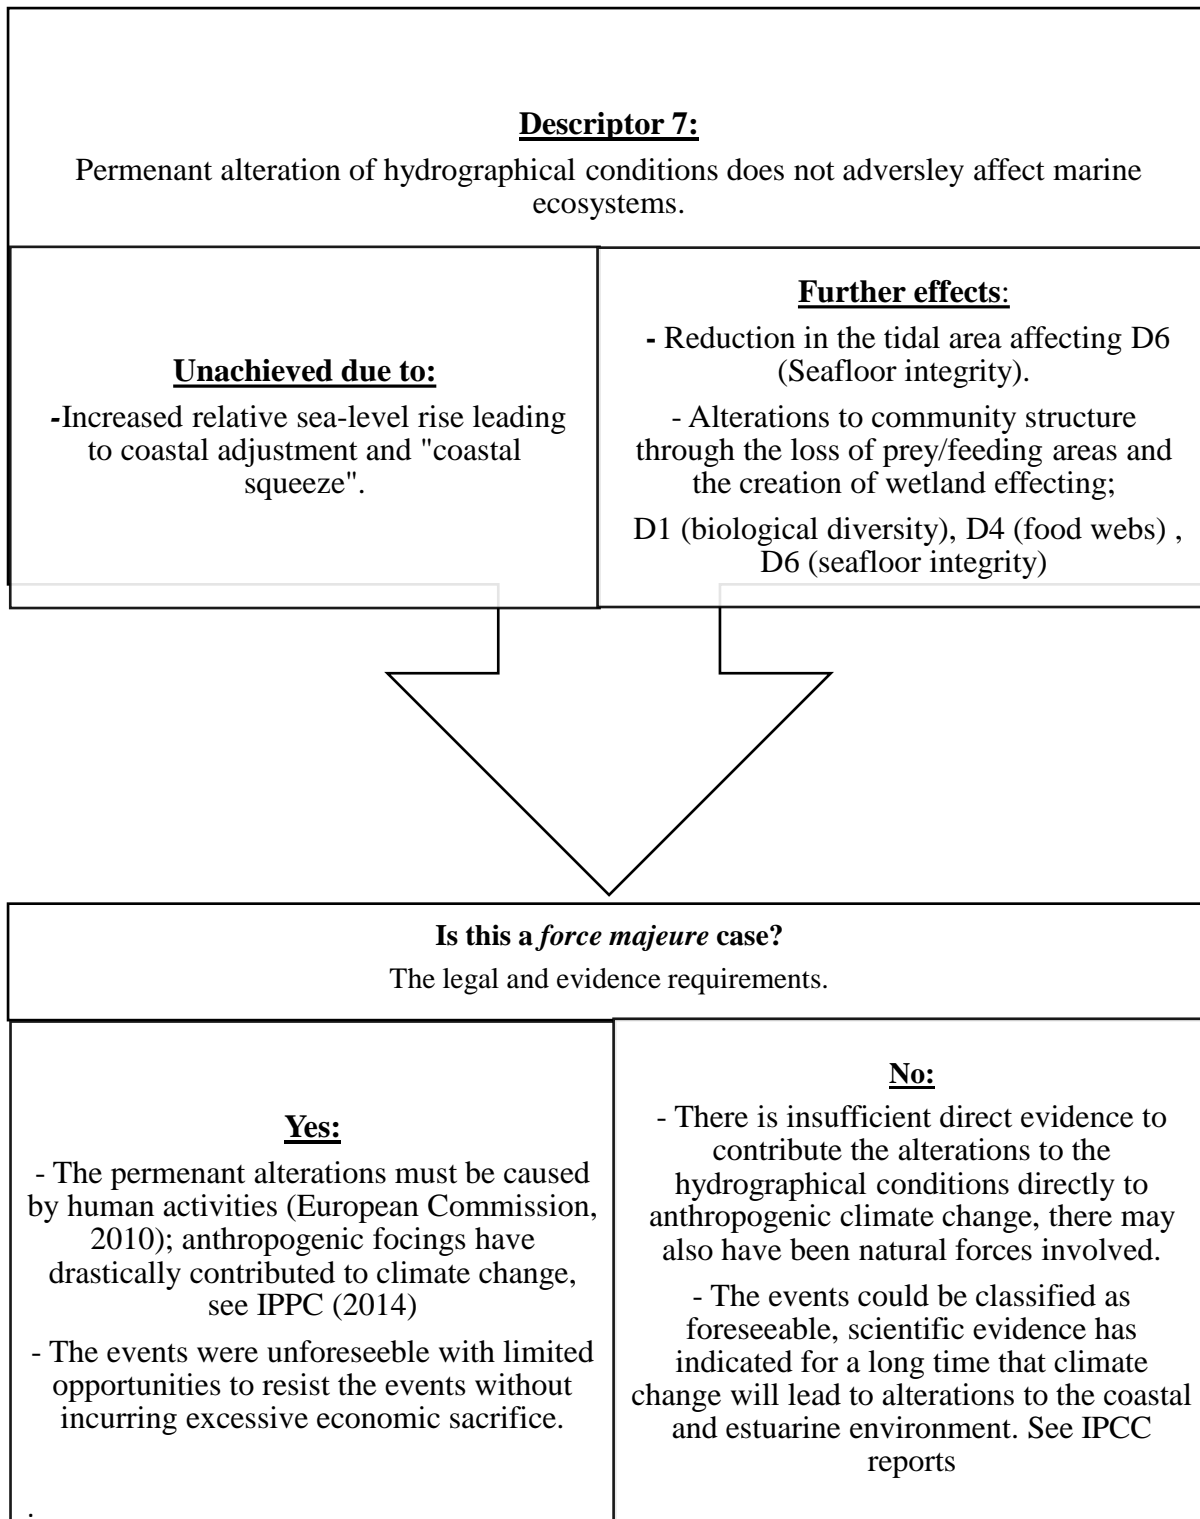 Descriptor 7:
Permenant alteration of hydrographical conditions does not adversley affect marine
ecosystems.
Unachieved due to:
-Increased relative sea-level rise leading
to coastal adjustment and "coastal
squeeze".
Further effects:
- Reduction in the tidal area affecting D6
(Seafloor integrity).
- Alterations to community structure
through the loss of prey/feeding areas and
the creation of wetland effecting;
D1 (biological diversity), D4 (food webs) ,
D6 (seafloor integrity)
Is this a force majeure case?
The legal and evidence requirements.
Yes:
- The permenant alterations must be caused
by human activities (European Commission,
2010); anthropogenic focings have
drastically contributed to climate change,
see IPPC (2014)
- The events were unforeseeble with limited
opportunities to resist the events without
incurring excessive economic sacrifice.
.
No:
- There is insufficient direct evidence to
contribute the alterations to the
hydrographical conditions directly to
anthropogenic climate change, there may
also have been natural forces involved.
- The events could be classified as
foreseeable, scientific evidence has
indicated for a long time that climate
change will lead to alterations to the coastal
and estuarine environment. See IPCC
reports